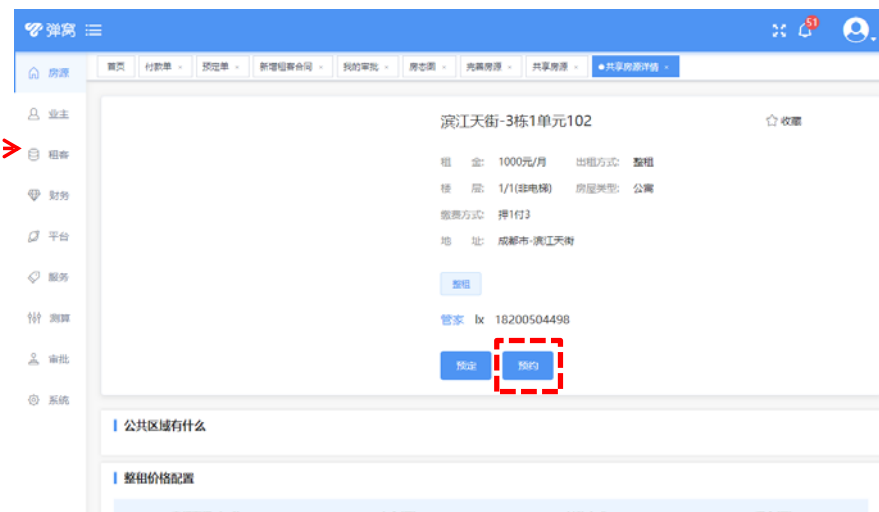 弹窝
51
首页 付款单 预定单 新增租客合同 我的审批 房态图 完善房源 共享房源 共享房源详情
房源
业主
租客
财务
平台
服务
测算
审批
系统
滨江天街-3栋1单元102 收藏
租 金: 1000元/月 出租方式: 整租
楼 层: 1/1(非电梯) 房屋类型: 公寓
缴费方式: 押1付3
地 址: 成都市-滨江天街
整租
管家 lx 18200504498
预定 预约
公共区域有什么
整租价格配置